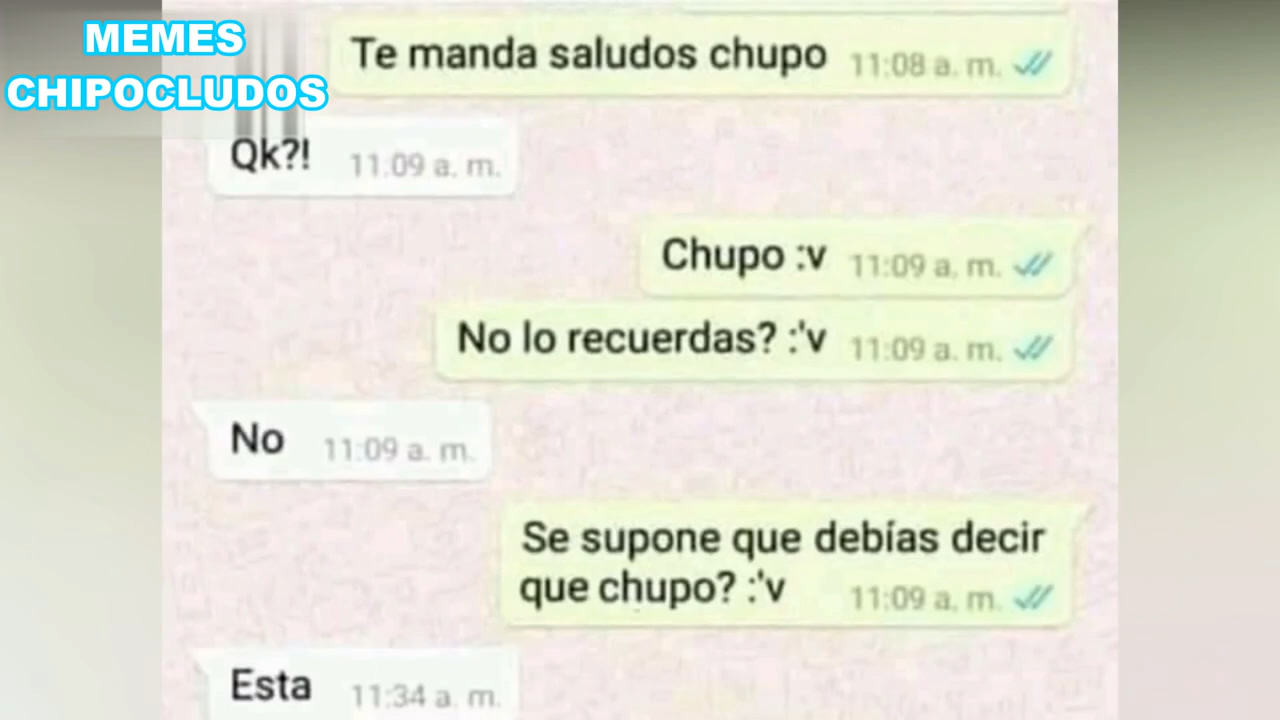 MEMES
CHIPOCLUDOS
Te manda saludos chupo 11:08 a. m.
Qk?! 11:09 a. m.
Chupo :v 11:09 a. m.
No lo recuerdas? :'v 11:09 a. m.
No 11:09 a. m.
Se supone que debías decir
que chupo? :'v 11:09 a. m.
Esta 11:34 a. m.